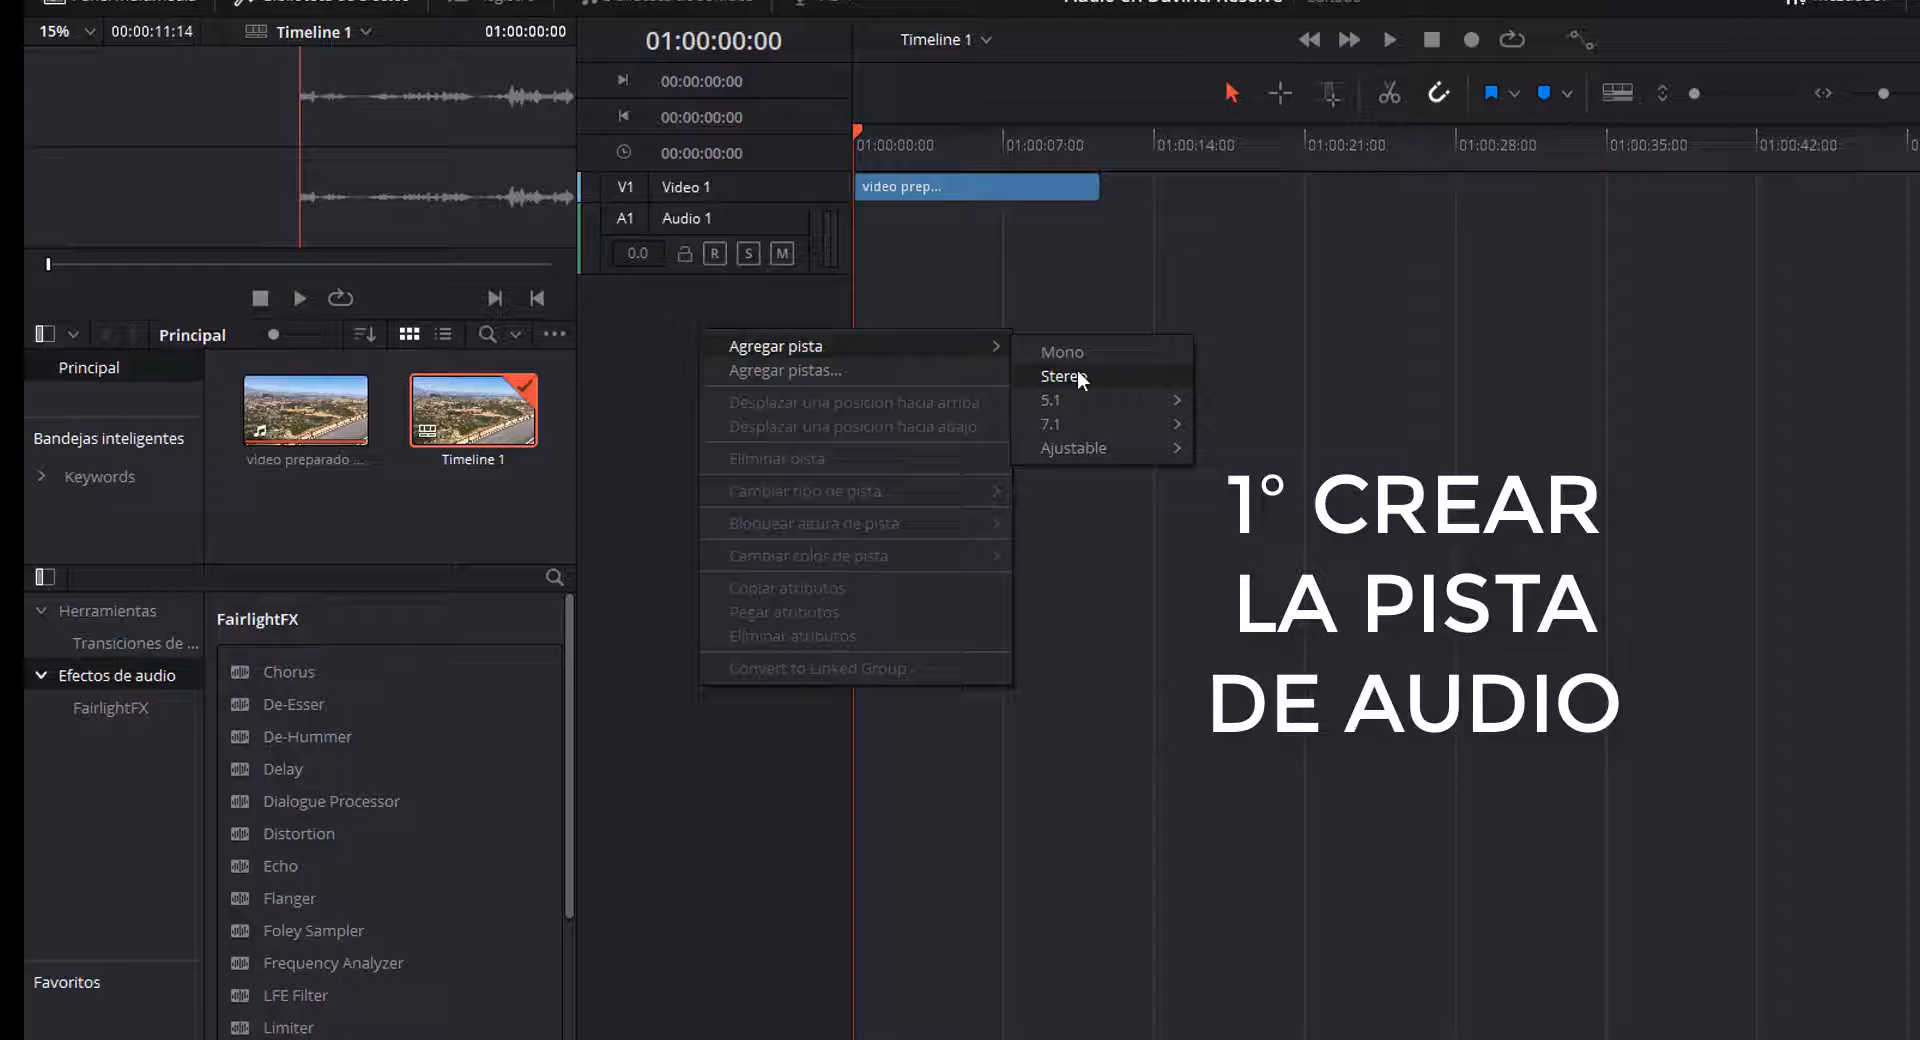 15%
00:00:11:14
Timeline 1
01:00:00:00
01:00:00:00
Timeline 1
00:00:00:00
00:00:00:00
00:00:00:00
01:00:00:00
01:00:07:00
01:00:14:00
01:00:21:00
01:00:28:00
01:00:35:00
01:00:42:00
V1
Video 1
video prep...
A1
Audio 1
0.0
R
S
M
Principal
Principal
Bandejas inteligentes
Keywords
video preparado ...
Timeline 1
Agregar pista
Agregar pistas...
Desplazar una posición hacia arriba
Desplazar una posición hacia abajo
Eliminar pista
Cambiar tipo de pista
Bloquear altura de pista
Cambiar color de pista
Copiar atributos
Pegar atributos
Eliminar atributos
Convert to Linked Group
Mono
Stereo
5.1
7.1
Ajustable
1° CREAR
LA PISTA
DE AUDIO
Herramientas
Transiciones de ...
Efectos de audio
FairlightFX
Favoritos
FairlightFX
Chorus
De-Esser
De-Hummer
Delay
Dialogue Processor
Distortion
Echo
Flanger
Foley Sampler
Frequency Analyzer
LFE Filter
Limiter